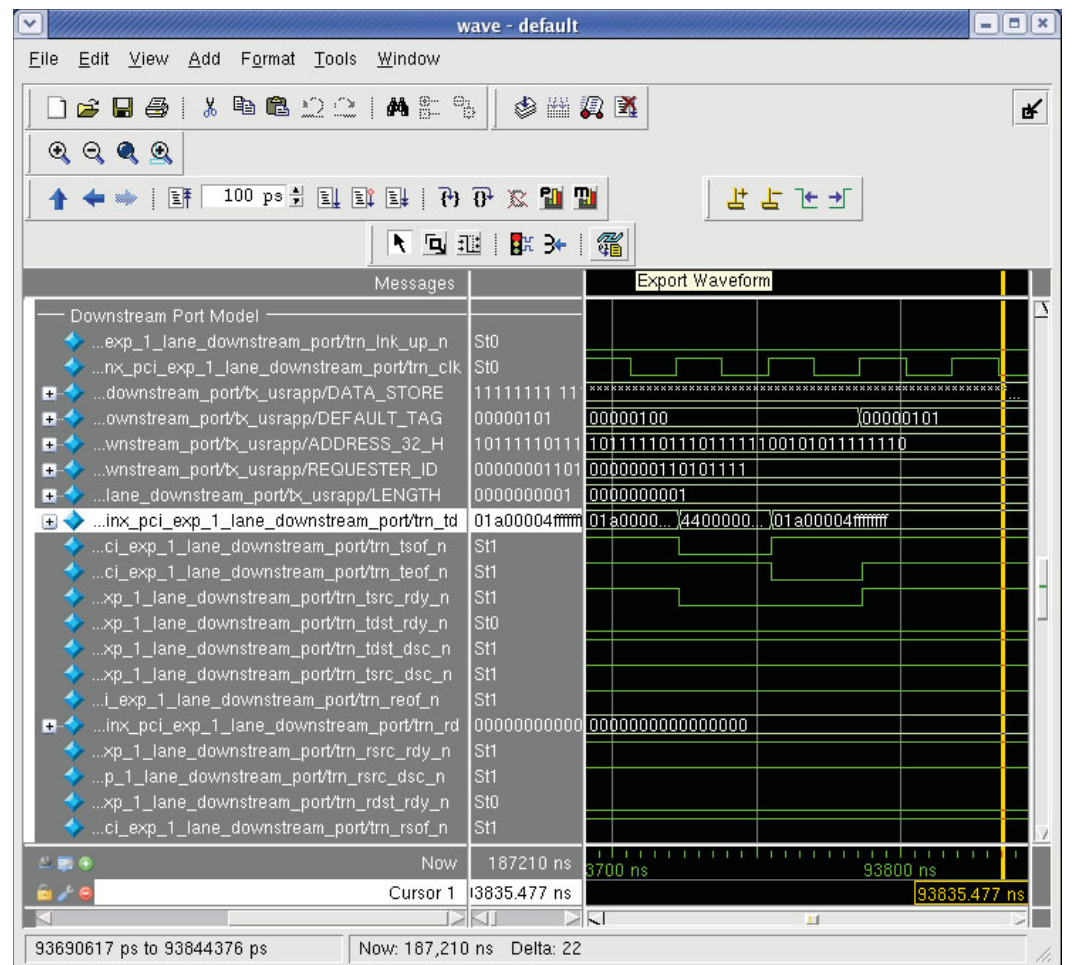 wave - default
File Edit View Add Format Tools Window
100 ps
Messages
Export Waveform
Downstream Port Model
...exp_1_lane_downstream_port/trn_lnk_up_n St0
...nx_pci_exp_1_lane_downstream_port/trn_clk St0
...downstream_port/tx_usrapp/DATA_STORE 11111111 11
...ownstream_port/tx_usrapp/DEFAULT_TAG 00000101 00000100 00000101
...wnstream_port/tx_usrapp/ADDRESS_32_H 10111110111 10111110111011111100101011111110
...wnstream_port/tx_usrapp/REQUESTER_ID 00000001101 0000000110101111
...lane_downstream_port/tx_usrapp/LENGTH 0000000001 0000000001
...inx_pci_exp_1_lane_downstream_port/trn_td 01a00004ffffffff 01a0000... 4400000... 01a00004ffffffff
...ci_exp_1_lane_downstream_port/trn_tsof_n St1
...ci_exp_1_lane_downstream_port/trn_teof_n St1
...xp_1_lane_downstream_port/trn_tsrc_rdy_n St1
...xp_1_lane_downstream_port/trn_tdst_rdy_n St0
...xp_1_lane_downstream_port/trn_tdst_dsc_n St1
...xp_1_lane_downstream_port/trn_tsrc_dsc_n St1
...i_exp_1_lane_downstream_port/trn_reof_n St1
...inx_pci_exp_1_lane_downstream_port/trn_rd 00000000000 0000000000000000
...xp_1_lane_downstream_port/trn_rsrc_rdy_n St1
...p_1_lane_downstream_port/trn_rsrc_dsc_n St1
...xp_1_lane_downstream_port/trn_rdst_rdy_n St0
...ci_exp_1_lane_downstream_port/trn_rsof_n St1
Now 187210 ns 3700 ns 93800 ns
Cursor 1 3835.477 ns 93835.477 ns
93690617 ps to 93844376 ps Now: 187,210 ns Delta: 22